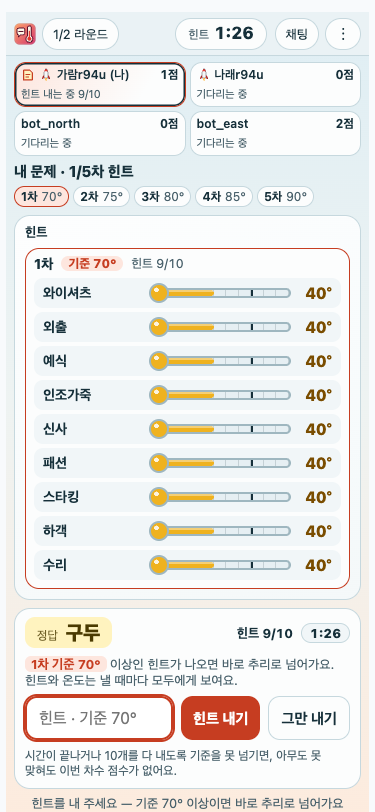 1/2 라운드
힌트 1:26
채팅
가람r94u (나) 1점
힌트 내는 중 9/10
나래r94u 0점
기다리는 중
bot_north 0점
기다리는 중
bot_east 2점
기다리는 중
내 문제 · 1/5차 힌트
1차 70° 2차 75° 3차 80° 4차 85° 5차 90°
힌트
1차 기준 70° 힌트 9/10
와이셔츠 40°
외출 40°
예식 40°
인조가죽 40°
신사 40°
패션 40°
스타킹 40°
하객 40°
수리 40°
정답 구두 힌트 9/10 1:26
1차 기준 70° 이상인 힌트가 나오면 바로 추리로 넘어가요.
힌트와 온도는 낼 때마다 모두에게 보여요.
힌트 · 기준 70° 힌트 내기 그만 내기
시간이 끝나거나 10개를 다 내도록 기준을 못 넘기면, 아무도 못
맞혀도 이번 차수 점수가 없어요.
힌트를 내 주세요 — 기준 70° 이상이면 바로 추리로 넘어가요